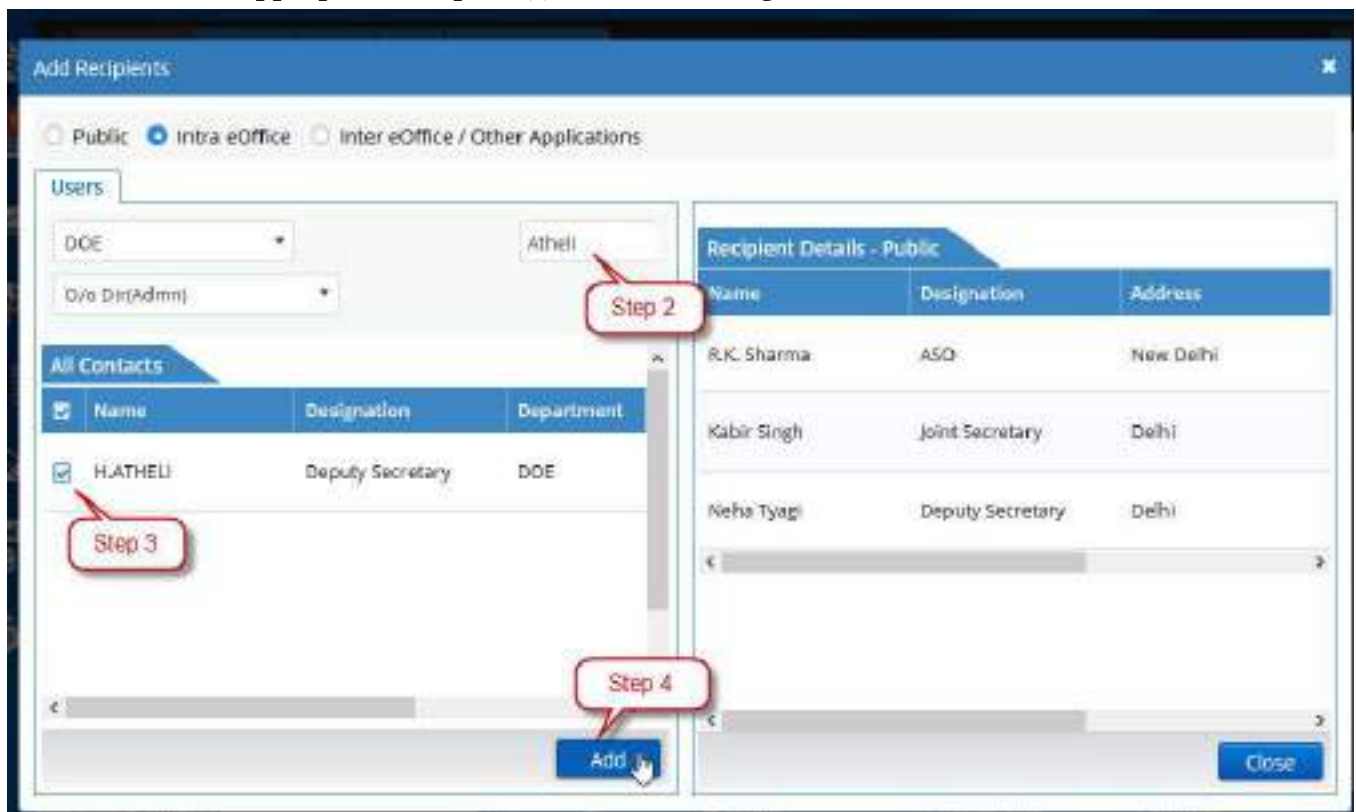 Add Recipients
Public Intra eOffice Inter eOffice / Other Applications
Users
DOE
Atheli
O/o Dir(Admn)
Step 2
All Contacts
Name Designation Department
H.ATHELI Deputy Secretary DOE
Step 3
Step 4
Add
Recipient Details - Public
Name Designation Address
R.K. Sharma ASO New Delhi
Kabir Singh Joint Secretary Delhi
Neha Tyagi Deputy Secretary Delhi
Close